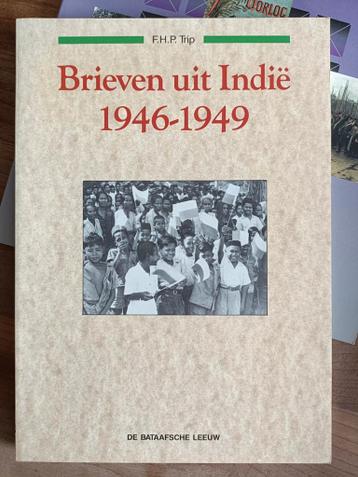 F.H.P. Trip
Brieven uit Indië
1946-1949
DE BATAAFSCHE LEEUW